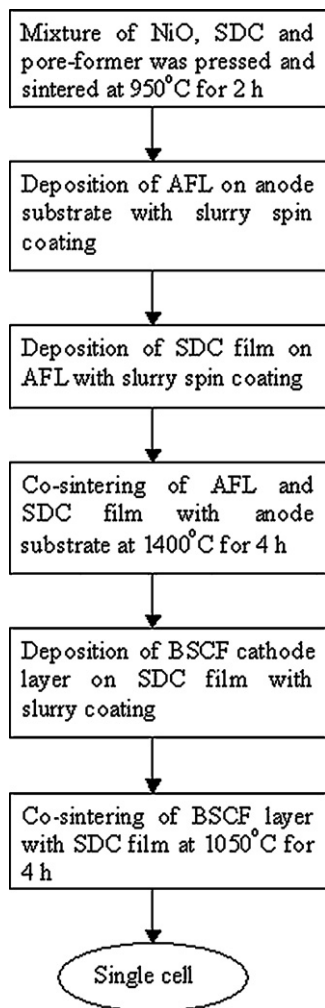 Mixture of NiO, SDC and
pore-former was pressed and
sintered at 950°C for 2 h
Deposition of AFL on anode
substrate with slurry spin
coating
Deposition of SDC film on
AFL with slurry spin coating
Co-sintering of AFL and
SDC film with anode
substrate at 1400°C for 4 h
Deposition of BSCF cathode
layer on SDC film with
slurry coating
Co-sintering of BSCF layer
with SDC film at 1050°C for
4 h
Single cell